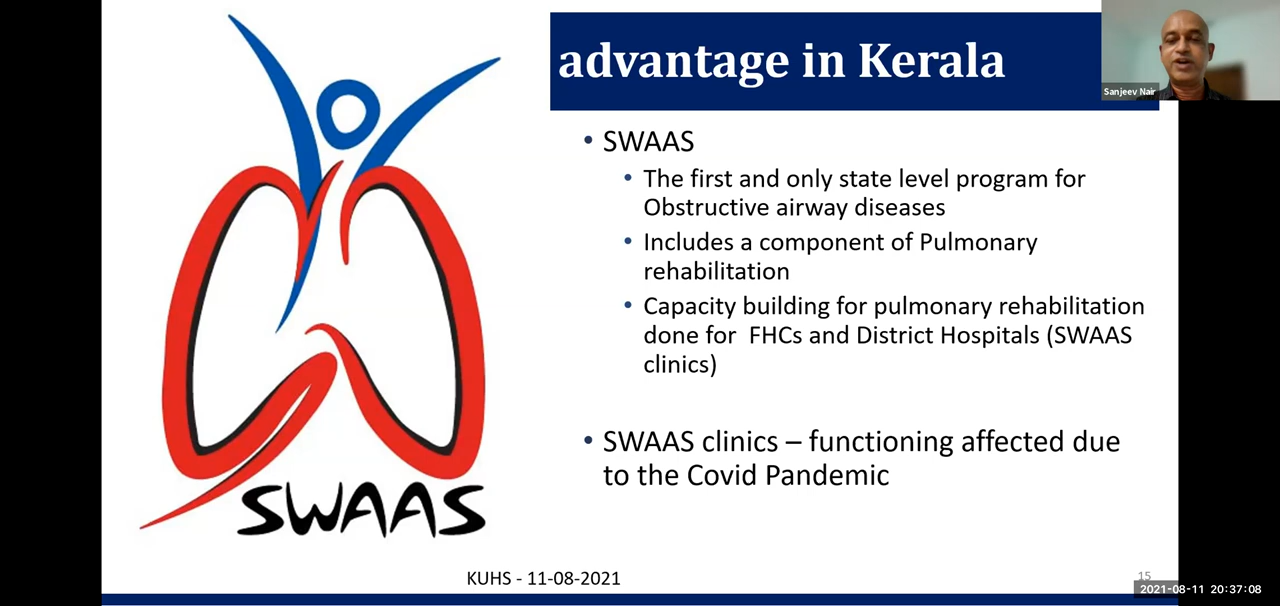 advantage in Kerala
Sanjeev Nair
• SWAAS
• The first and only state level program for
Obstructive airway diseases
• Includes a component of Pulmonary
rehabilitation
• Capacity building for pulmonary rehabilitation
done for FHCs and District Hospitals (SWAAS
clinics)
• SWAAS clinics – functioning affected due
to the Covid Pandemic
SWAAS
KUHS - 11-08-2021
15
2021-08-11 20:37:08